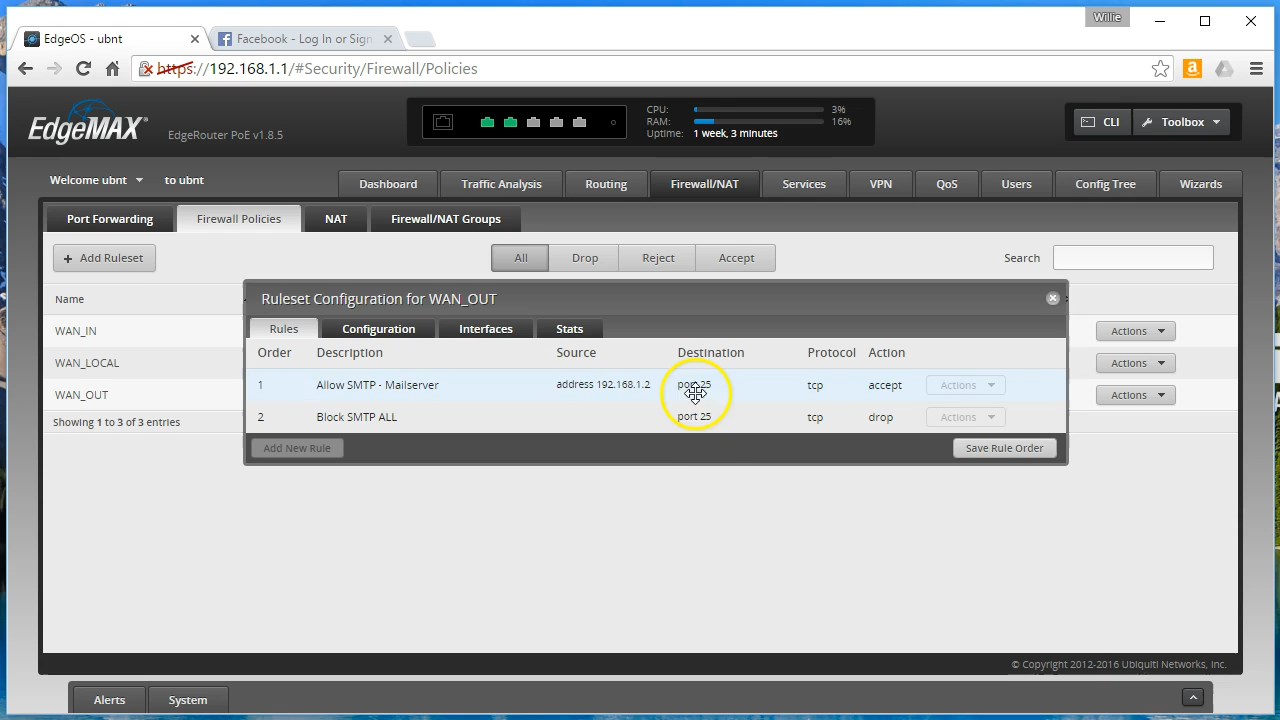 Willie
EdgeOS - ubnt
Facebook - Log In or Sign
https://192.168.1.1/#Security/Firewall/Policies
EdgeMAX
EdgeRouter PoE v1.8.5
CPU: 3%
RAM: 16%
Uptime: 1 week, 3 minutes
CLI
Toolbox
Welcome ubnt to ubnt
Dashboard Traffic Analysis Routing Firewall/NAT Services VPN QoS Users Config Tree Wizards
Port Forwarding Firewall Policies NAT Firewall/NAT Groups
+ Add Ruleset All Drop Reject Accept Search
Name
WAN_IN Actions
WAN_LOCAL Actions
WAN_OUT Actions
Showing 1 to 3 of 3 entries
Ruleset Configuration for WAN_OUT
Rules Configuration Interfaces Stats
Order Description Source Destination Protocol Action
1 Allow SMTP - Mailserver address 192.168.1.2 port 25 tcp accept Actions
2 Block SMTP ALL port 25 tcp drop Actions
Add New Rule Save Rule Order
© Copyright 2012-2016 Ubiquiti Networks, Inc.
Alerts System